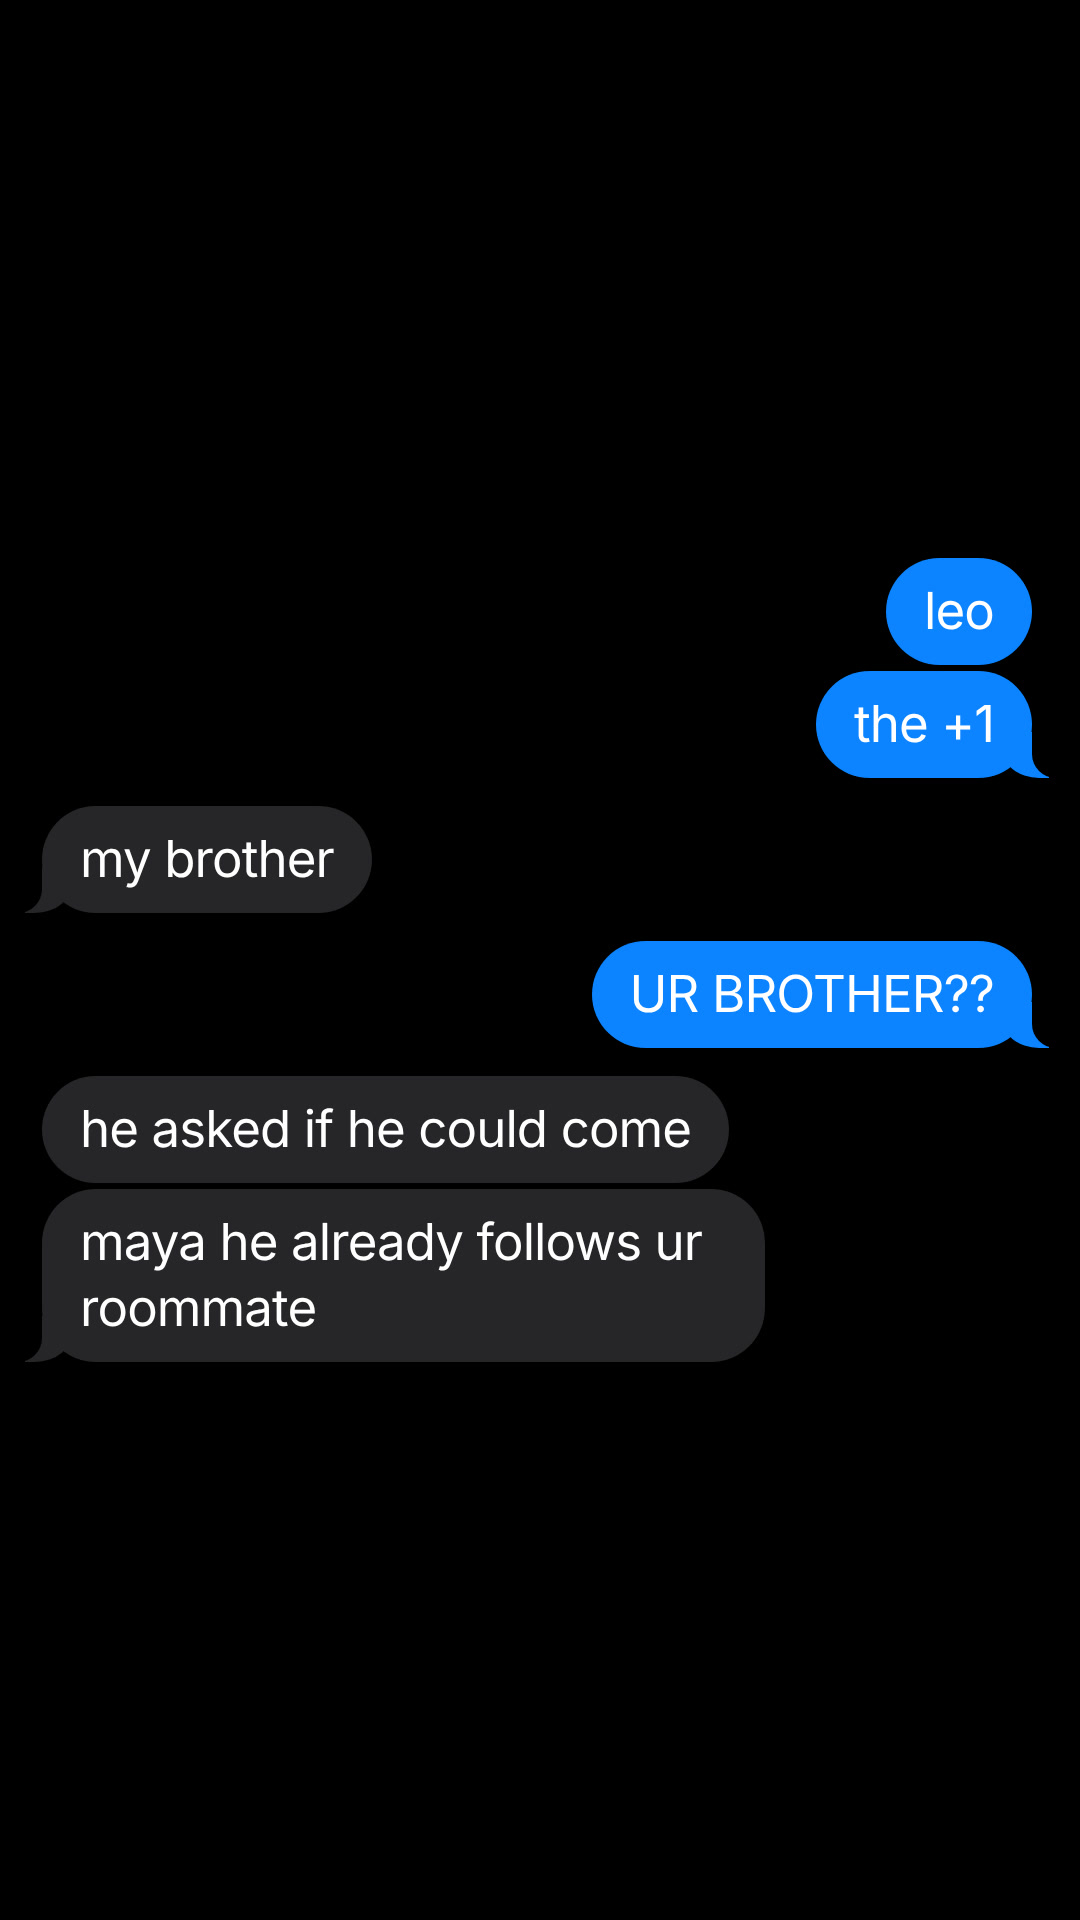 leo
the +1
my brother
UR BROTHER??
he asked if he could come
maya he already follows ur
roommate